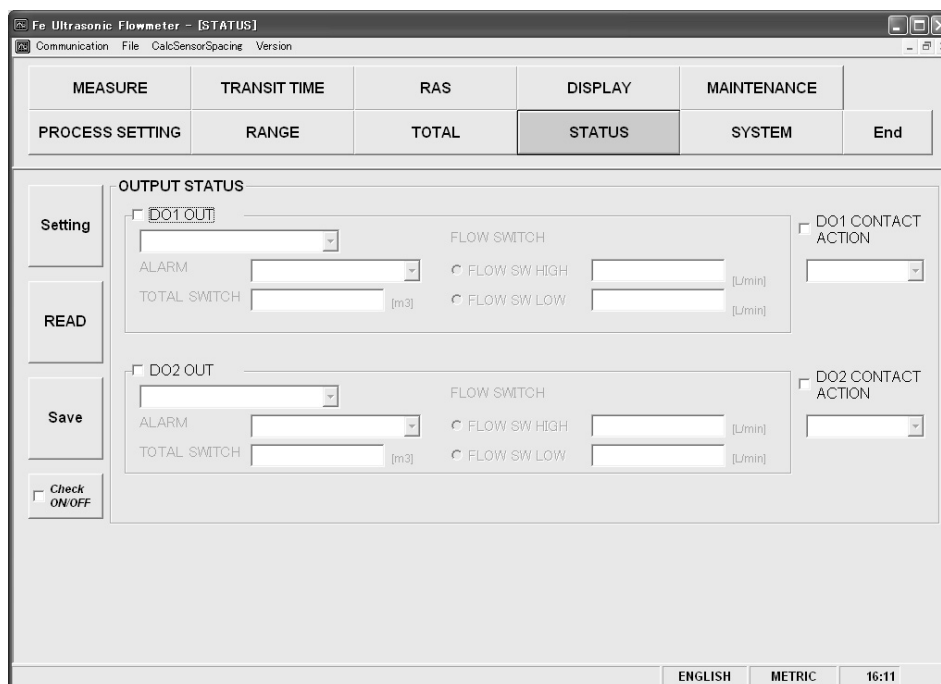 Fe Ultrasonic Flowmeter - [STATUS]
Communication File CalcSensorSpacing Version
MEASURE TRANSIT TIME RAS DISPLAY MAINTENANCE
PROCESS SETTING RANGE TOTAL STATUS SYSTEM End
OUTPUT STATUS
Setting
READ
Save
Check
ON/OFF
DO1 OUT
FLOW SWITCH
ALARM
FLOW SW HIGH
[L/min]
TOTAL SWITCH
[m3]
FLOW SW LOW
[L/min]
DO1 CONTACT
ACTION
DO2 OUT
FLOW SWITCH
ALARM
FLOW SW HIGH
[L/min]
TOTAL SWITCH
[m3]
FLOW SW LOW
[L/min]
DO2 CONTACT
ACTION
ENGLISH METRIC 16:11